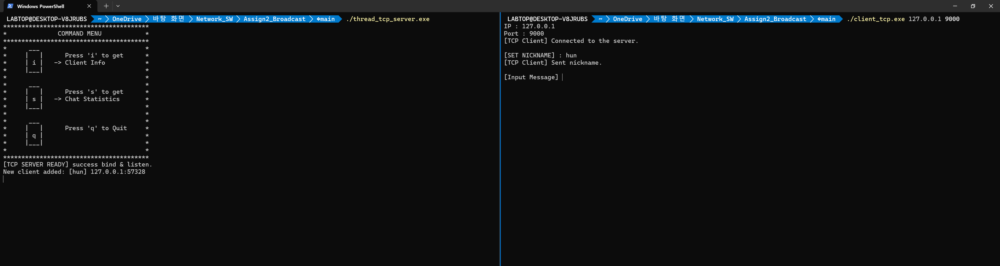 Windows PowerShell
LABTOP@DESKTOP-V8JRUBS ~ OneDrive 바탕 화면 Network_SW Assign2_Broadcast �main ./thread_tcp_server.exe
****************************************
*              COMMAND MENU            *
****************************************
*      ___                             *
*     |   |      Press 'i' to get      *
*     | i |   -> Client Info           *
*     |___|                            *
*                                      *
*      ___                             *
*     |   |      Press 's' to get      *
*     | s |   -> Chat Statistics       *
*     |___|                            *
*                                      *
*      ___                             *
*     |   |      Press 'q' to Quit     *
*     | q |                            *
*     |___|                            *
*                                      *
****************************************
[TCP SERVER READY] success bind & listen.
New client added: [hun] 127.0.0.1:57328
LABTOP@DESKTOP-V8JRUBS ~ OneDrive 바탕 화면 Network_SW Assign2_Broadcast �main ./client_tcp.exe 127.0.0.1 9000
IP : 127.0.0.1
Port : 9000
[TCP Client] Connected to the server.
[SET NICKNAME] : hun
[TCP Client] Sent nickname.
[Input Message]